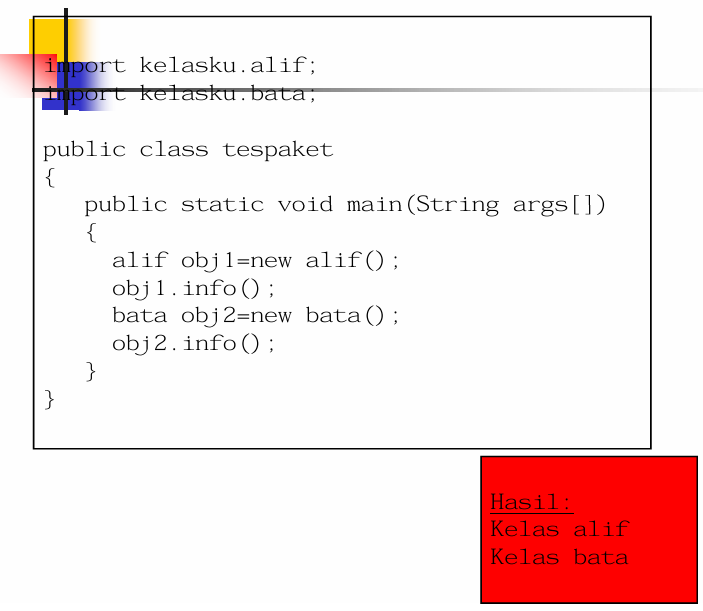 import kelasku.alif;
import kelasku.bata;
public class tespaket
{
public static void main(String args[])
{
alif obj1=new alif();
obj1.info();
bata obj2=new bata();
obj2.info();
}
}
Hasil:
Kelas alif
Kelas bata